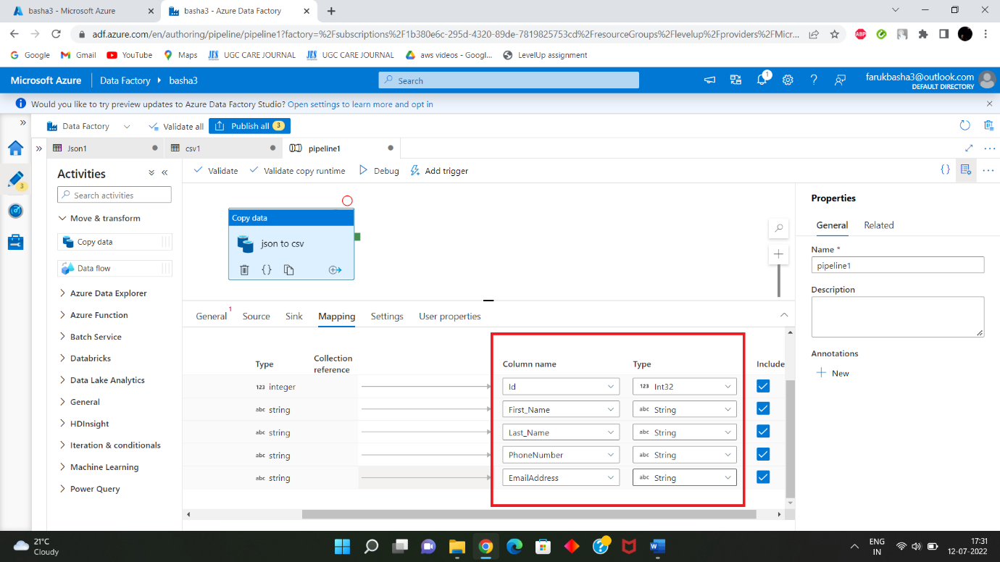 basha3 - Microsoft Azure
basha3 - Azure Data Factory
adf.azure.com/en/authoring/pipeline/pipeline1?factory=%2Fsubscriptions%2F1b380e6c-295d-4320-89de-7819825753cd%2FresourceGroups%2Flevelup%2Fproviders%2FMicr...
ABP
Google Gmail YouTube Maps JES UGC CARE JOURNAL JES UGC CARE JOURNAL aws videos - Googl... LevelUp assignment
Microsoft Azure Data Factory basha3
Search
1
farukbasha3@outlook.com
DEFAULT DIRECTORY
Would you like to try preview updates to Azure Data Factory Studio? Open settings to learn more and opt in
Data Factory Validate all Publish all 3
Json1 csv1 pipeline1
3
Activities
Search activities
Move & transform
Copy data
Data flow
Azure Data Explorer
Azure Function
Batch Service
Databricks
Data Lake Analytics
General
HDInsight
Iteration & conditionals
Machine Learning
Power Query
Validate Validate copy runtime Debug Add trigger
Copy data
json to csv
General 1 Source Sink Mapping Settings User properties
Type Collection reference Column name Type Include
123 integer Id 123 Int32
abc string First_Name abc String
abc string Last_Name abc String
abc string PhoneNumber abc String
abc string EmailAddress abc String
Properties
General Related
Name *
pipeline1
Description
Annotations
New
21°C
Cloudy
ENG
IN
17:31
12-07-2022